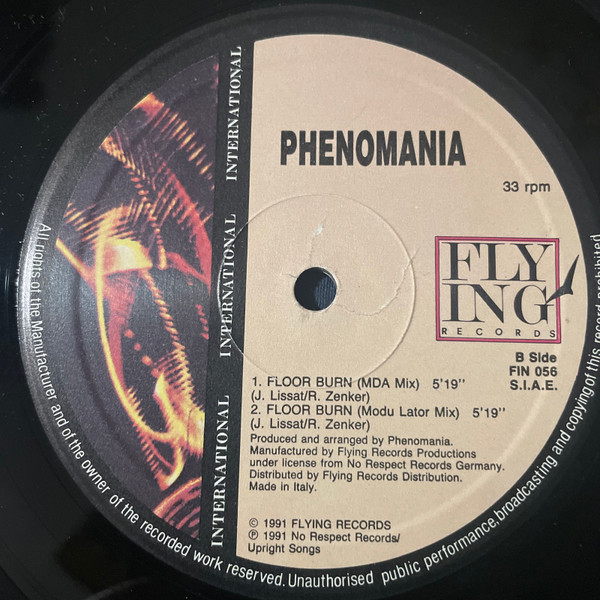 PHENOMANIA
33 rpm
INTERNATIONAL
INTERNATIONAL
INTERNATIONAL
FLY
ING
RECORDS
B Side
FIN 056
S.I.A.E.
1. FLOOR BURN (MDA Mix) 5'19''
(J. Lissat/R. Zenker)
2. FLOOR BURN (Modu Lator Mix) 5'19''
(J. Lissat/R. Zenker)
Produced and arranged by Phenomania.
Manufactured by Flying Records Productions
under license from No Respect Records Germany.
Distributed by Flying Records Distribution.
Made in Italy.
© 1991 FLYING RECORDS
℗ 1991 No Respect Records/
Upright Songs
All rights of the Manufacturer and of the owner of the recorded work reserved. Unauthorised public performance, broadcasting and copying of this record prohibited